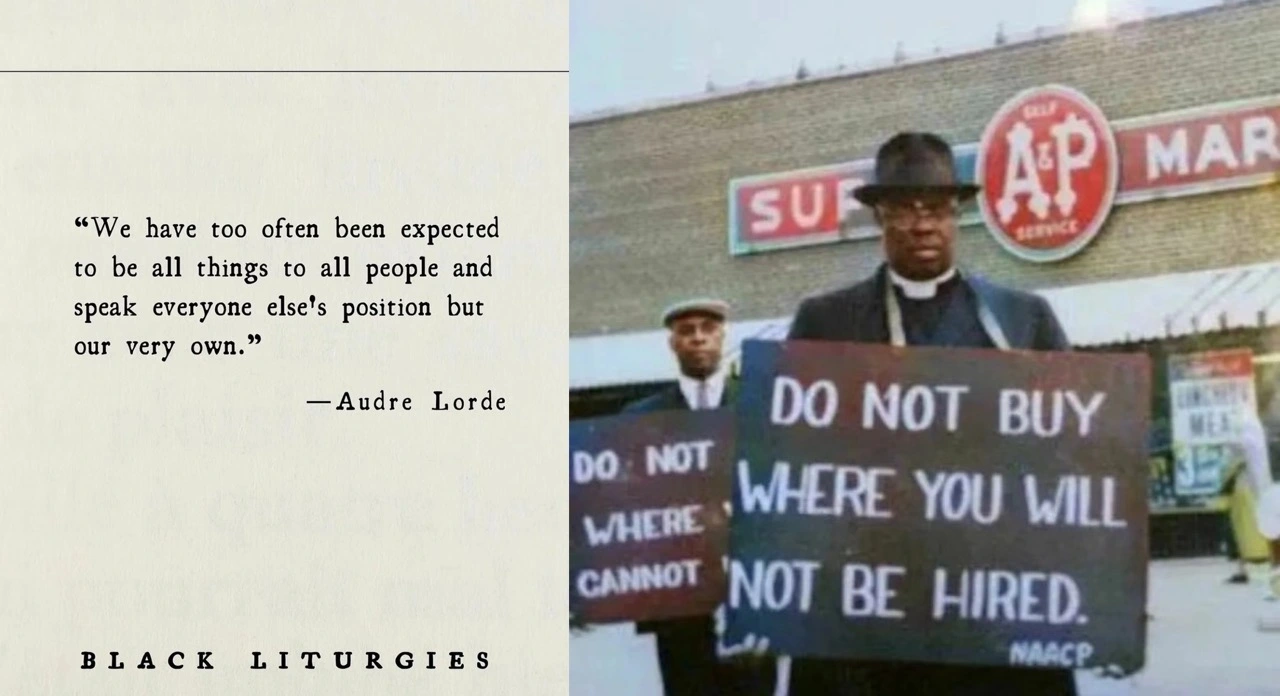 “We have too often been expected
to be all things to all people and
speak everyone else's position but
our very own.”
—Audre Lorde
BLACK LITURGIES
SELF
A&P
SERVICE
MAR
DO NOT
WHERE
CANNOT
DO NOT BUY
WHERE YOU WILL
NOT BE HIRED.
NAACP